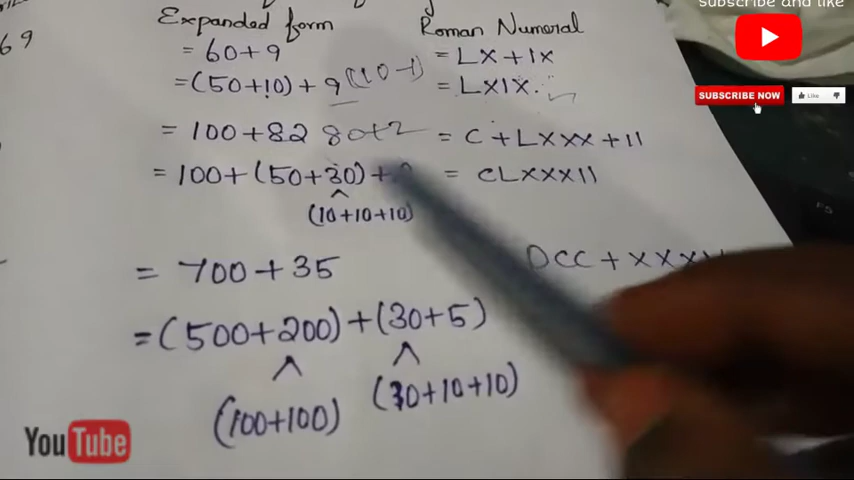 Subscribe and like
SUBSCRIBE NOW
Like
69
Expanded form
Roman Numeral
= 60+9
= LX+IX
= (50+10) + 9 (10-1)
= LXIX.
= 100+82 80+2
= C+LXXX+II
= 100+(50+30)+
= CLXXXII
(10+10+10)
= 700+35
DCC + XXX
= (500+200)+(30+5)
(100+100)
(30+10+10)
YouTube